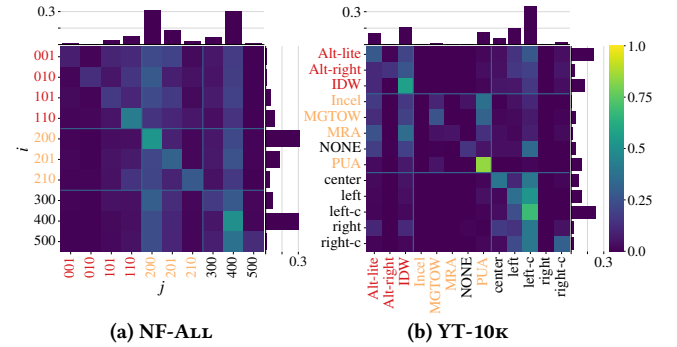 0.3
001
010
101
110
200
201
210
300
400
500
i
001
010
101
110
200
201
210
300
400
500
j
0.3
(a) NF-ALL
0.3
Alt-lite
Alt-right
IDW
Incel
MGTOW
MRA
NONE
PUA
center
left
left-c
right
right-c
Alt-lite
Alt-right
IDW
Incel
MGTOW
MRA
NONE
PUA
center
left
left-c
right
right-c
0.3
1.0
0.75
0.50
0.25
0.0
(b) YT-10K